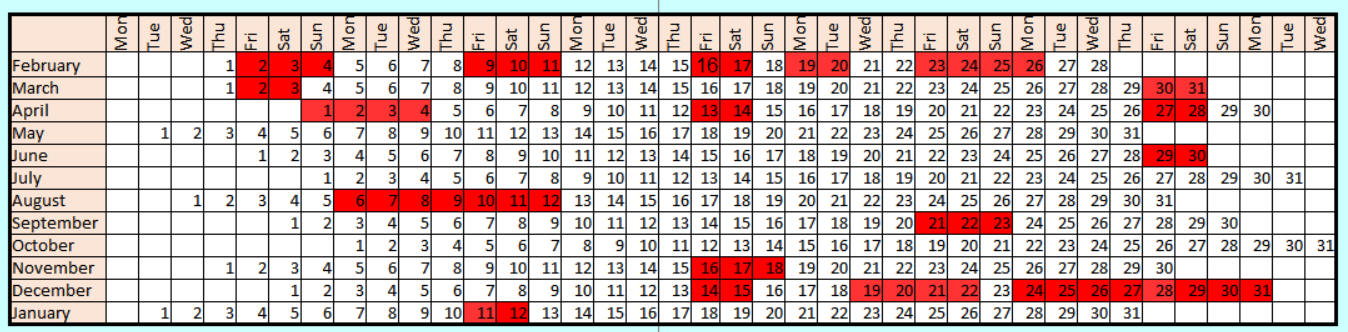 Mon Tue Wed Thu Fri Sat Sun Mon Tue Wed Thu Fri Sat Sun Mon Tue Wed Thu Fri Sat Sun Mon Tue Wed Thu Fri Sat Sun Mon Tue Wed Thu Fri Sat Sun Mon Tue Wed
February 1 2 3 4 5 6 7 8 9 10 11 12 13 14 15 16 17 18 19 20 21 22 23 24 25 26 27 28
March 1 2 3 4 5 6 7 8 9 10 11 12 13 14 15 16 17 18 19 20 21 22 23 24 25 26 27 28 29 30 31
April 1 2 3 4 5 6 7 8 9 10 11 12 13 14 15 16 17 18 19 20 21 22 23 24 25 26 27 28 29 30
May 1 2 3 4 5 6 7 8 9 10 11 12 13 14 15 16 17 18 19 20 21 22 23 24 25 26 27 28 29 30 31
June 1 2 3 4 5 6 7 8 9 10 11 12 13 14 15 16 17 18 19 20 21 22 23 24 25 26 27 28 29 30
July 1 2 3 4 5 6 7 8 9 10 11 12 13 14 15 16 17 18 19 20 21 22 23 24 25 26 27 28 29 30 31
August 1 2 3 4 5 6 7 8 9 10 11 12 13 14 15 16 17 18 19 20 21 22 23 24 25 26 27 28 29 30 31
September 1 2 3 4 5 6 7 8 9 10 11 12 13 14 15 16 17 18 19 20 21 22 23 24 25 26 27 28 29 30
October 1 2 3 4 5 6 7 8 9 10 11 12 13 14 15 16 17 18 19 20 21 22 23 24 25 26 27 28 29 30 31
November 1 2 3 4 5 6 7 8 9 10 11 12 13 14 15 16 17 18 19 20 21 22 23 24 25 26 27 28 29 30
December 1 2 3 4 5 6 7 8 9 10 11 12 13 14 15 16 17 18 19 20 21 22 23 24 25 26 27 28 29 30 31
January 1 2 3 4 5 6 7 8 9 10 11 12 13 14 15 16 17 18 19 20 21 22 23 24 25 26 27 28 29 30 31